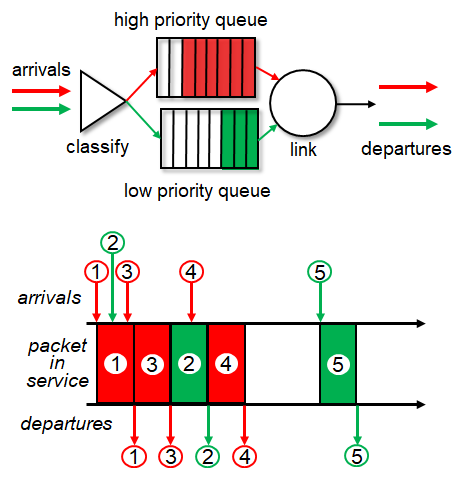 high priority queue
arrivals
classify
link
departures
low priority queue
2
1
3
4
5
arrivals
packet
in
service
1
3
2
4
5
departures
1
3
2
4
5